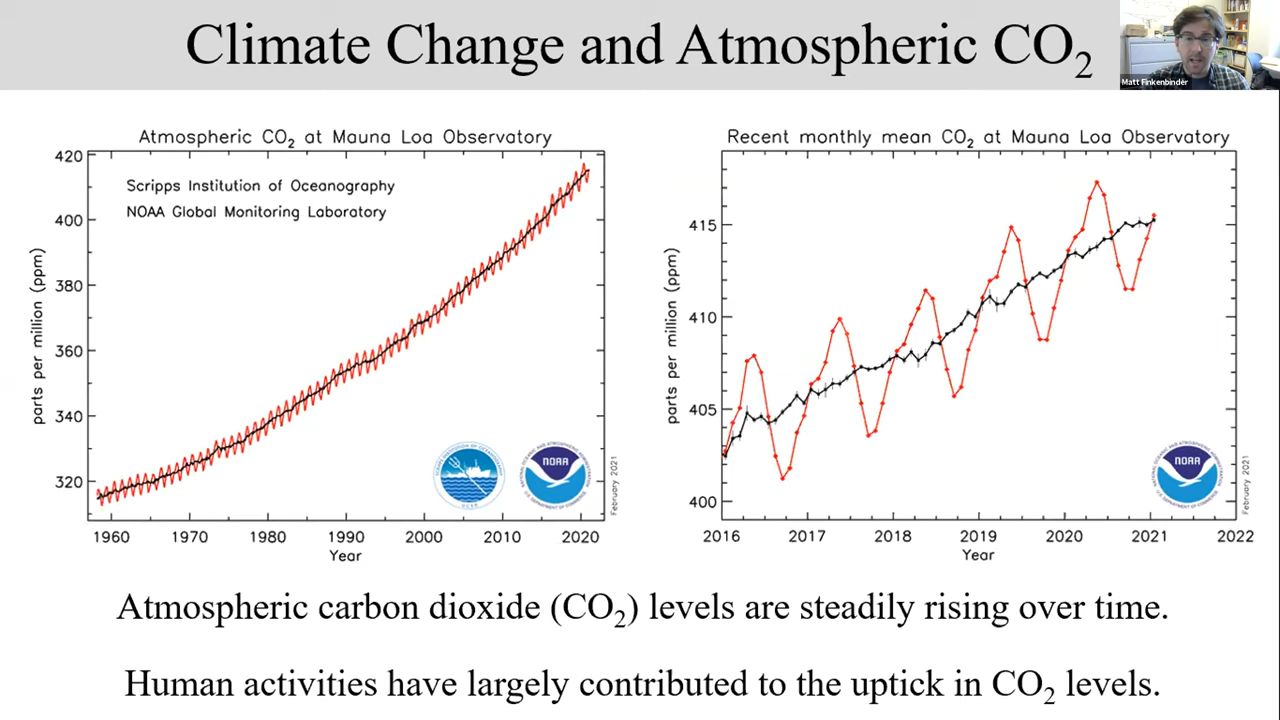 Climate Change and Atmospheric CO₂
Matt Finkenbinder
Atmospheric CO₂ at Mauna Loa Observatory
Scripps Institution of Oceanography
NOAA Global Monitoring Laboratory
parts per million (ppm)
420
400
380
360
340
320
1960 1970 1980 1990 2000 2010 2020
Year
NOAA
February 2021
Recent monthly mean CO₂ at Mauna Loa Observatory
parts per million (ppm)
415
410
405
400
2016 2017 2018 2019 2020 2021 2022
Year
NOAA
February 2021
Atmospheric carbon dioxide (CO₂) levels are steadily rising over time.
Human activities have largely contributed to the uptick in CO₂ levels.